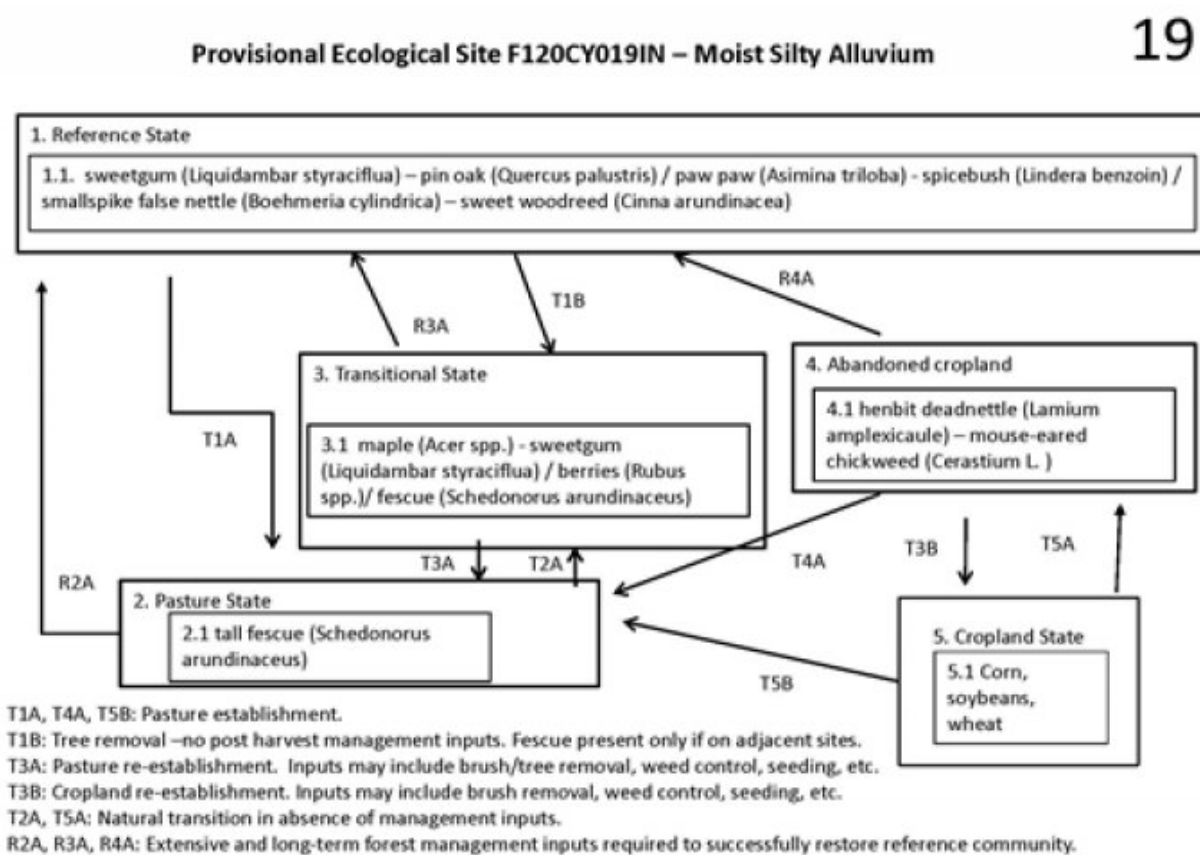 19
Provisional Ecological Site F120CY019IN – Moist Silty Alluvium
1. Reference State
1.1. sweetgum (Liquidambar styraciflua) – pin oak (Quercus palustris) / paw paw (Asimina triloba) - spicebush (Lindera benzoin) /
smallspike false nettle (Boehmeria cylindrica) – sweet woodreed (Cinna arundinacea)
R3A
T1B
R4A
3. Transitional State
3.1 maple (Acer spp.) - sweetgum
(Liquidambar styraciflua) / berries (Rubus
spp.)/ fescue (Schedonorus arundinaceus)
4. Abandoned cropland
4.1 henbit deadnettle (Lamium
amplexicaule) – mouse-eared
chickweed (Cerastium L. )
T1A
R2A
T3A
T2A
T4A
T3B
T5A
2. Pasture State
2.1 tall fescue (Schedonorus
arundinaceus)
T5B
5. Cropland State
5.1 Corn,
soybeans,
wheat
T1A, T4A, T5B: Pasture establishment.
T1B: Tree removal –no post harvest management inputs. Fescue present only if on adjacent sites.
T3A: Pasture re-establishment. Inputs may include brush/tree removal, weed control, seeding, etc.
T3B: Cropland re-establishment. Inputs may include brush removal, weed control, seeding, etc.
T2A, T5A: Natural transition in absence of management inputs.
R2A, R3A, R4A: Extensive and long-term forest management inputs required to successfully restore reference community.